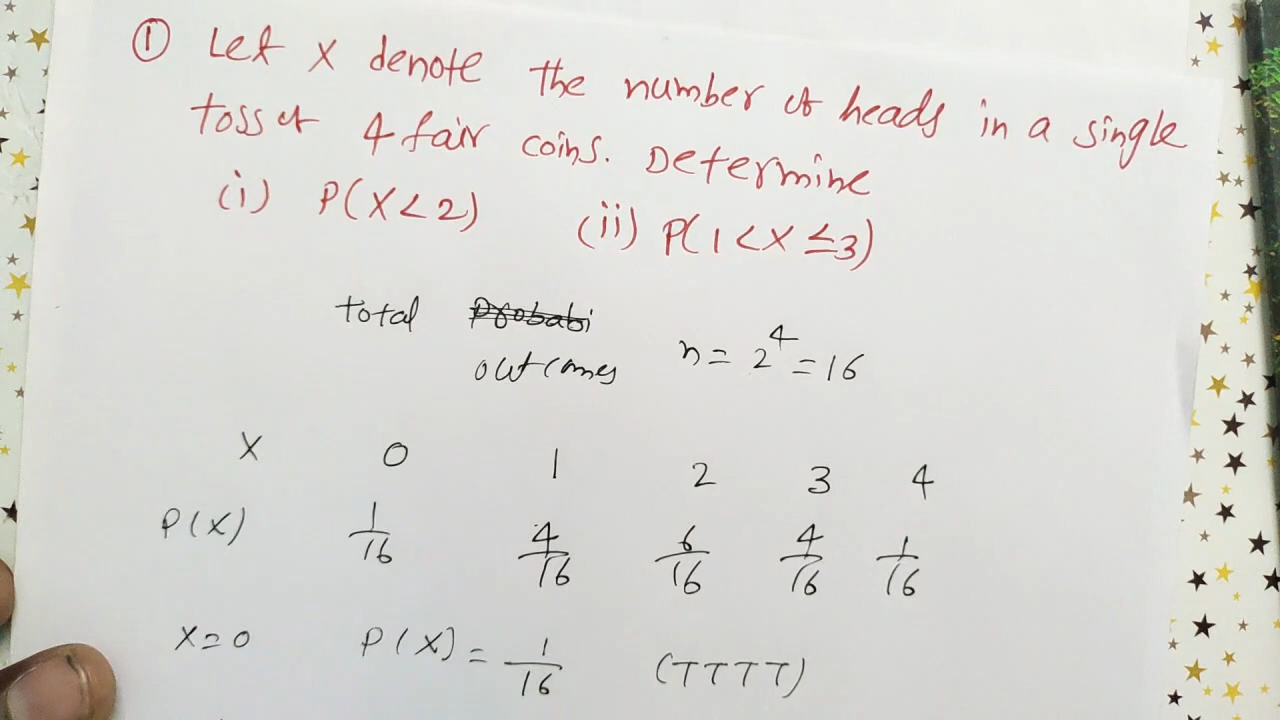 ① Let X denote the number of heads in a single
toss of 4 fair coins. Determine
(i) P(X<2) (ii) P(1<X≤3)
total Probabi
outcomes n = 2⁴ = 16
X 0 1 2 3 4
P(X) 1/16 4/16 6/16 4/16 1/16
X=0 P(X) = 1/16 (TTTT)